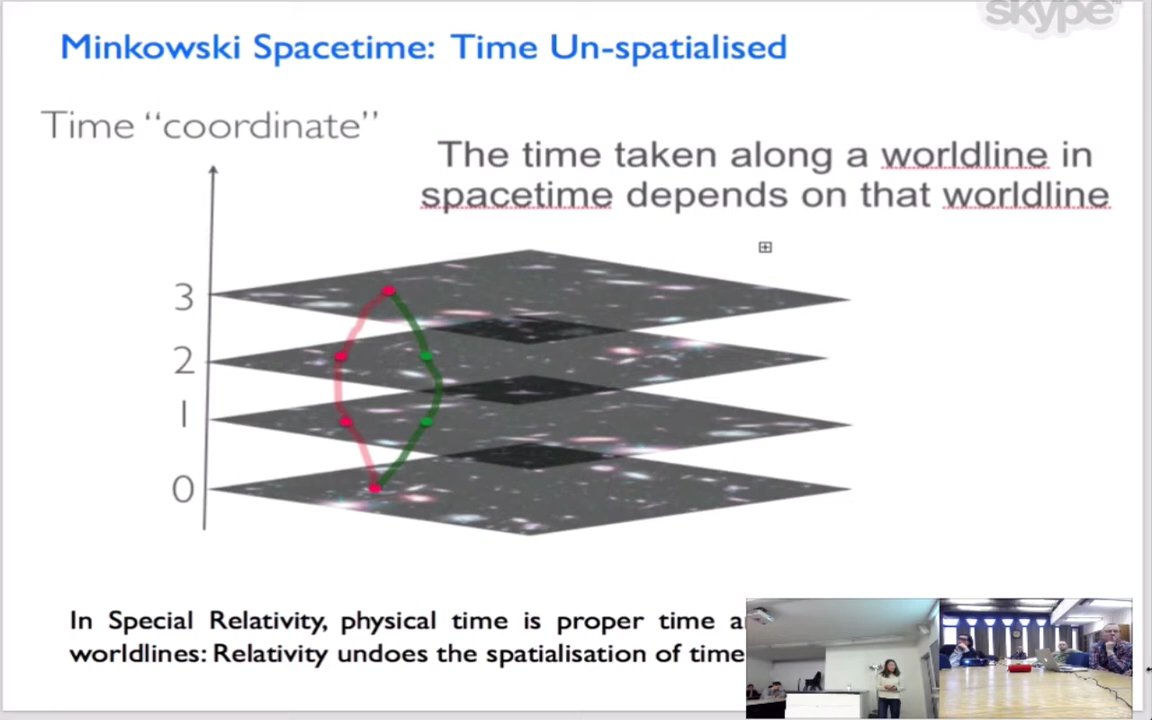 skype™
Minkowski Spacetime: Time Un-spatialised
Time “coordinate”
The time taken along a worldline in
spacetime depends on that worldline
3
2
1
0
In Special Relativity, physical time is proper time
worldlines: Relativity undoes the spatialisation of time